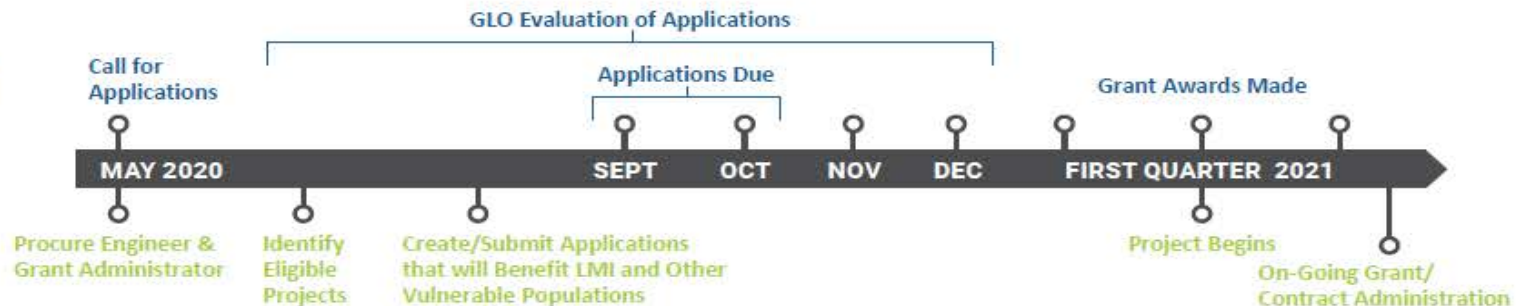 GLO Evaluation of Applications
Call for
Applications
Applications Due
Grant Awards Made
MAY 2020
SEPT
OCT
NOV
DEC
FIRST QUARTER 2021
Procure Engineer &
Grant Administrator
Identify
Eligible
Projects
Create/Submit Applications
that will Benefit LMI and Other
Vulnerable Populations
Project Begins
On-Going Grant/
Contract Administration